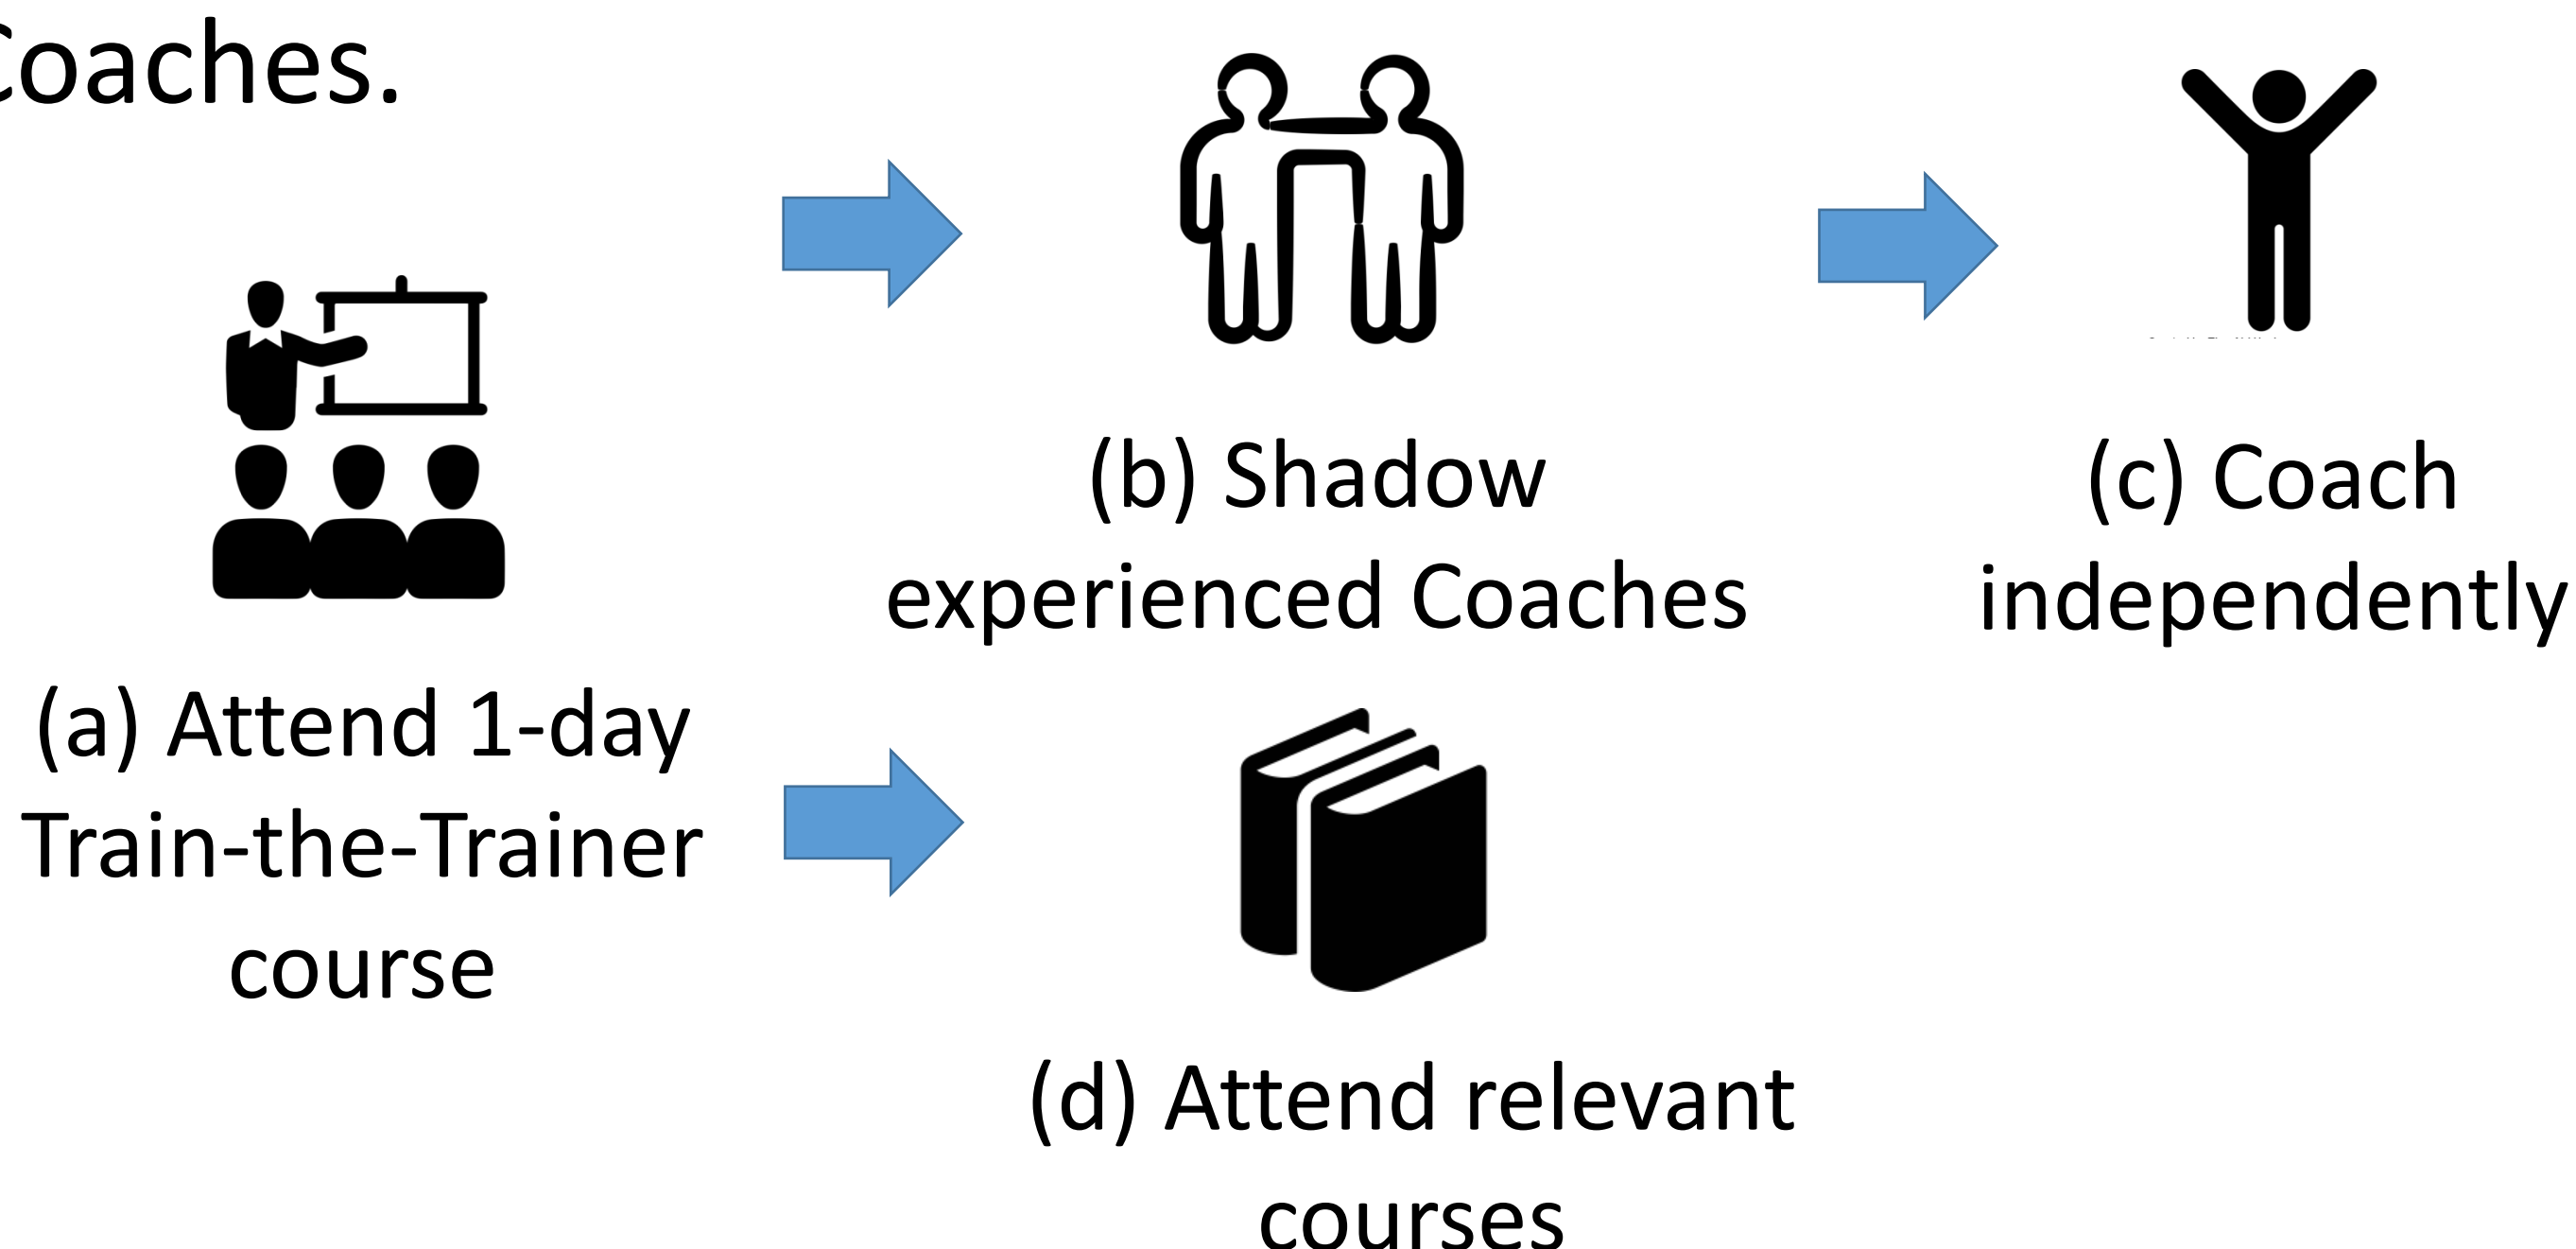 Coaches.
(b) Shadow
experienced Coaches
(c) Coach
independently
(a) Attend 1-day
Train-the-Trainer
course
(d) Attend relevant
courses